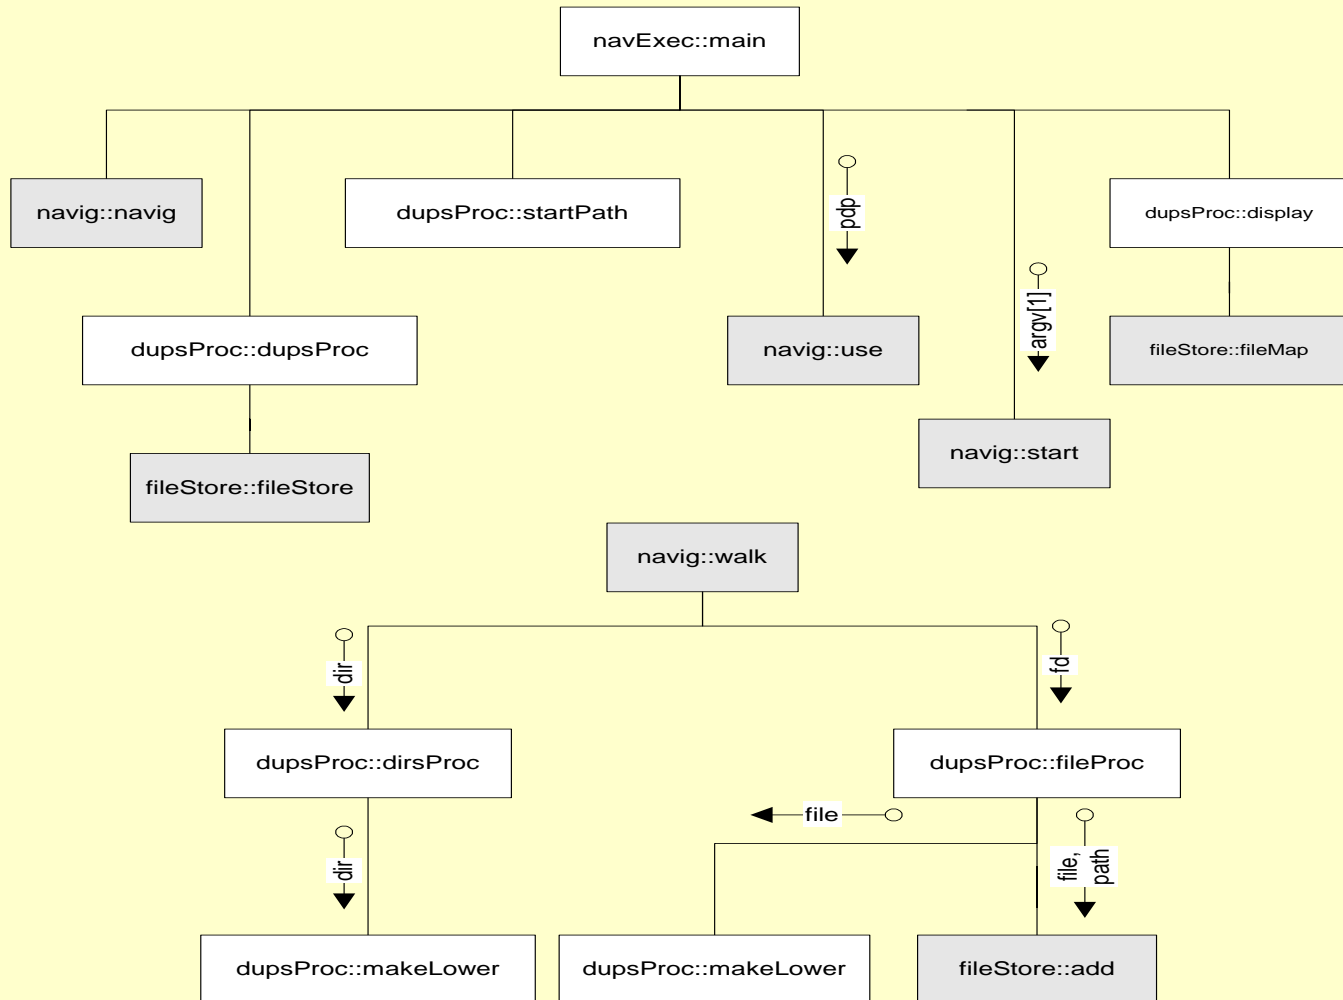 navExec::main
navig::navig
dupsProc::startPath
pdp
dupsProc::display
argv[1]
dupsProc::dupsProc
navig::use
fileStore::fileMap
navig::start
fileStore::fileStore
navig::walk
dir
fd
dupsProc::dirsProc
dupsProc::fileProc
file
dir
file,
path
dupsProc::makeLower
dupsProc::makeLower
fileStore::add